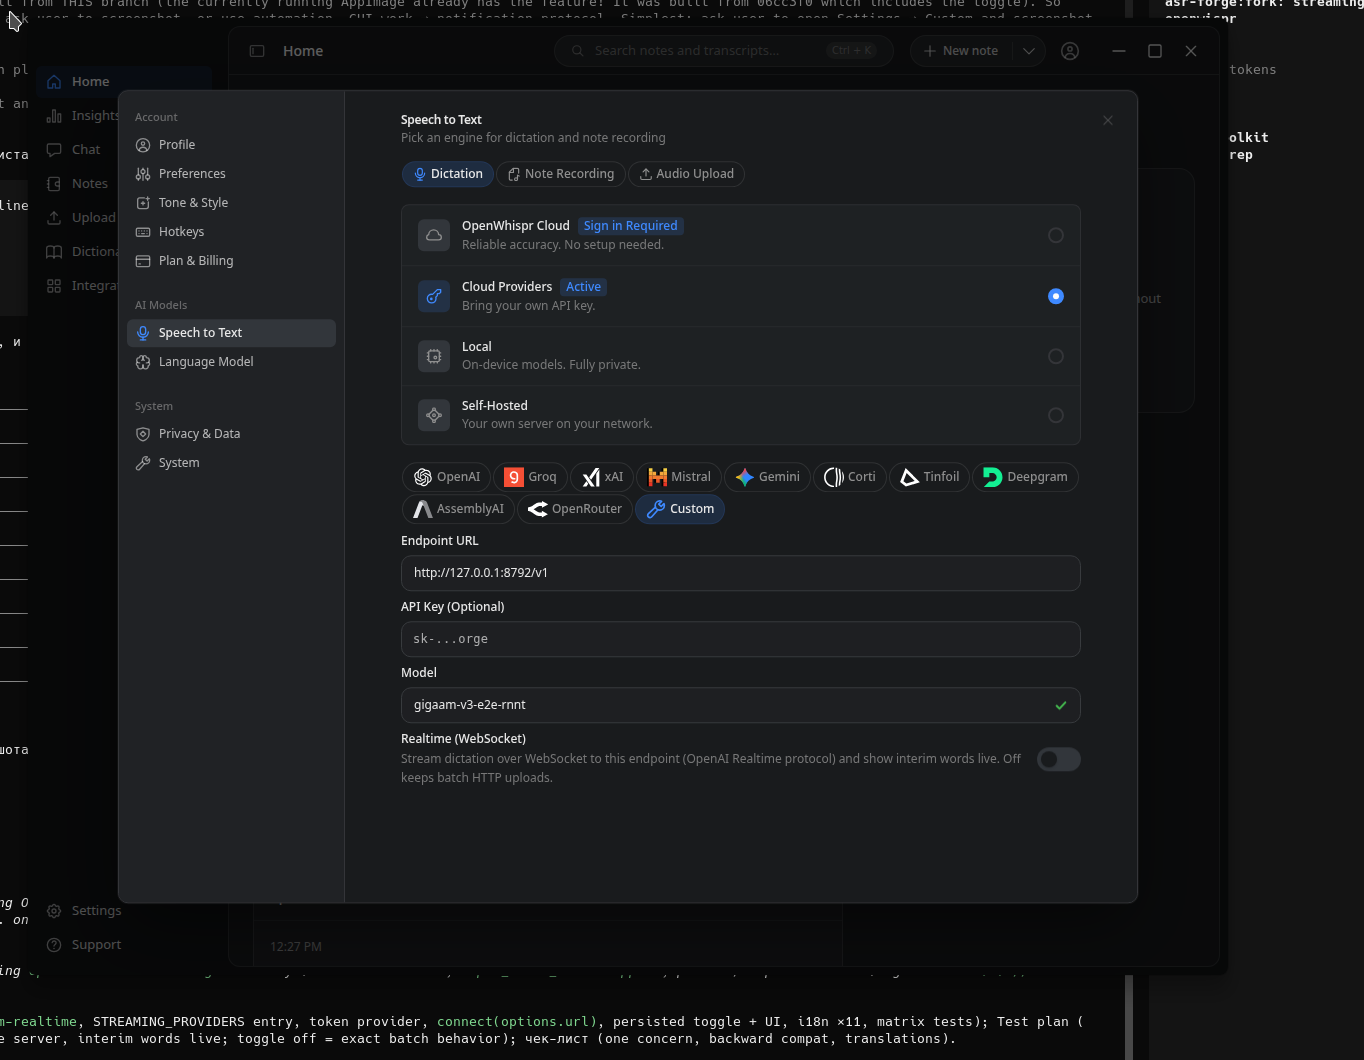 asr-forge:fork: streaming
openwispr
tokens
olkit
rep
Home
Search notes and transcripts...
Ctrl + K
New note
Home
Insights
Chat
Notes
Upload
Dictiona
Integra
Settings
Support
Account
Profile
Preferences
Tone & Style
Hotkeys
Plan & Billing
AI Models
Speech to Text
Language Model
System
Privacy & Data
System
Speech to Text
Pick an engine for dictation and note recording
Dictation
Note Recording
Audio Upload
OpenWhispr Cloud Sign in Required
Reliable accuracy. No setup needed.
Cloud Providers Active
Bring your own API key.
Local
On-device models. Fully private.
Self-Hosted
Your own server on your network.
OpenAI
Groq
xAI
Mistral
Gemini
Corti
Tinfoil
Deepgram
AssemblyAI
OpenRouter
Custom
Endpoint URL
http://127.0.0.1:8792/v1
API Key (Optional)
sk-...orge
Model
gigaam-v3-e2e-rnnt
Realtime (WebSocket)
Stream dictation over WebSocket to this endpoint (OpenAI Realtime protocol) and show interim words live. Off
keeps batch HTTP uploads.
out
12:27 PM
m-realtime, STREAMING_PROVIDERS entry, token provider, connect(options.url), persisted toggle + UI, i18n ×11, matrix tests); Test plan (
e server, interim words live; toggle off = exact batch behavior); чек-лист (one concern, backward compat, translations).